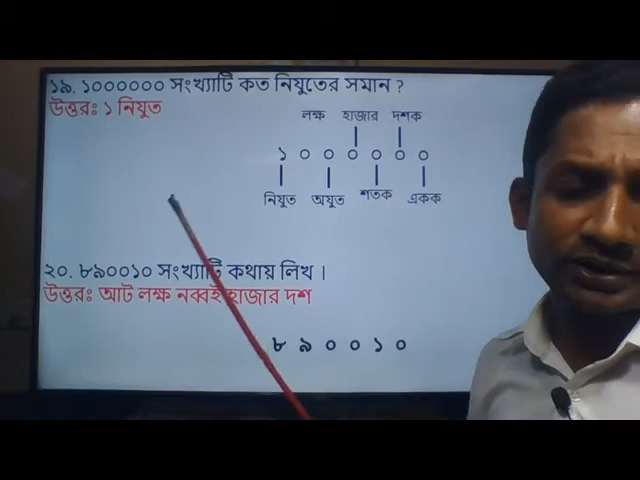 ১৯. ১০০০০০০ সংখ্যাটি কত নিযুতের সমান ?
উত্তরঃ ১ নিযুত
লক্ষ হাজার দশক
১ ০ ০ ০ ০ ০ ০
নিযুত অযুত শতক একক
২০. ৮৯০০১০ সংখ্যাটি কথায় লিখ ।
উত্তরঃ আট লক্ষ নব্বই হাজার দশ
৮ ৯ ০ ০ ১ ০